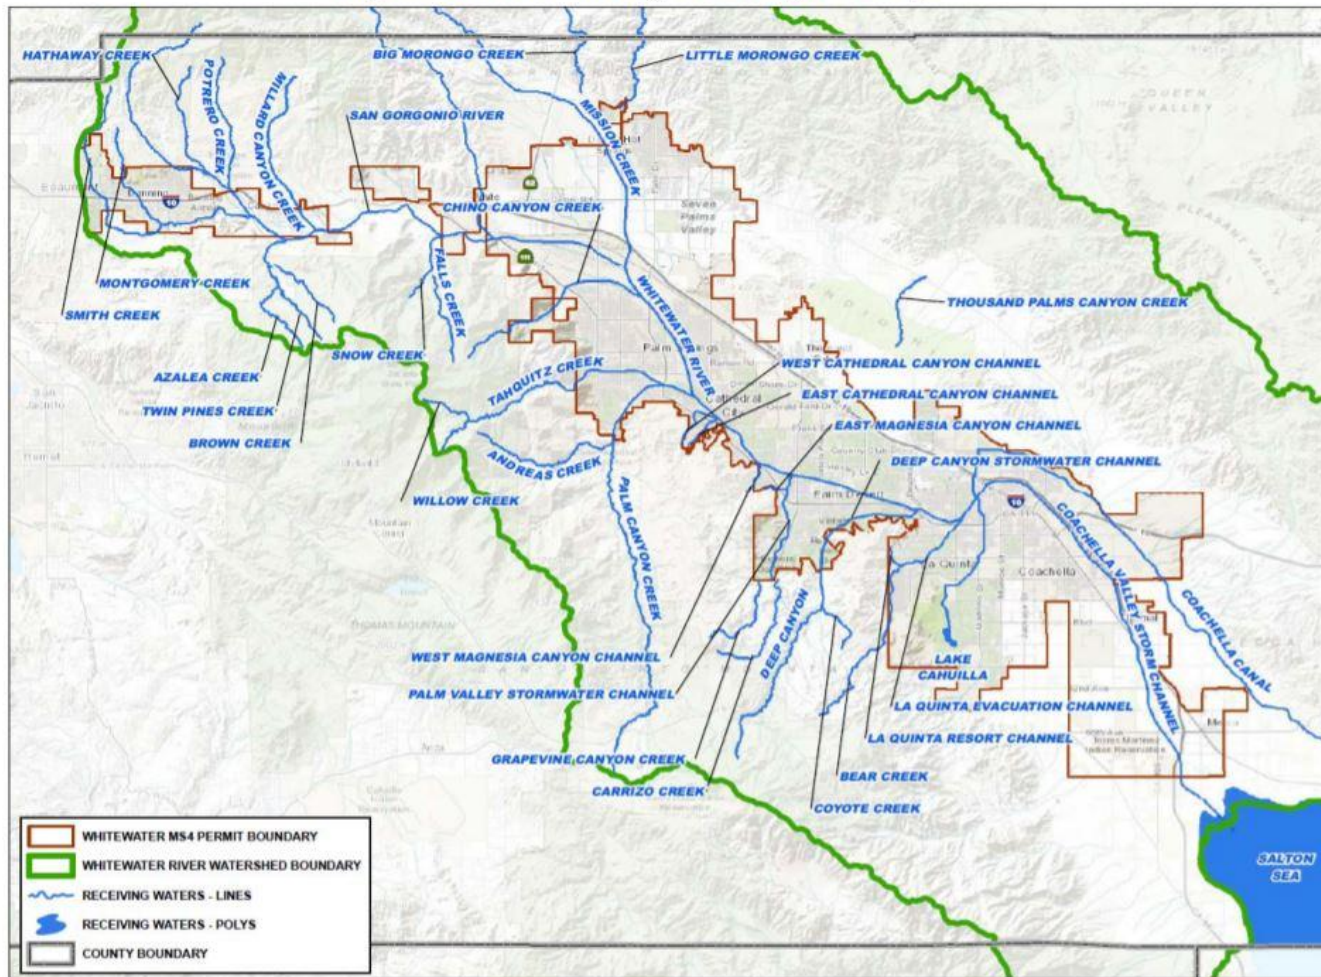 HATHAWAY CREEK
BIG MORONGO CREEK
LITTLE MORONGO CREEK
POTRERO CREEK
MILLARD CANYON CREEK
SAN GORGONIO RIVER
MISSION CREEK
CHINO CANYON CREEK
Seven
Palms
Valley
10
MONTGOMERY CREEK
FALLS CREEK
WHITEWATER RIVER
SMITH CREEK
THOUSAND PALMS CANYON CREEK
SNOW CREEK
WEST CATHEDRAL CANYON CHANNEL
AZALEA CREEK
TAHQUITZ CREEK
EAST CATHEDRAL CANYON CHANNEL
TWIN PINES CREEK
Cathedral
City
EAST MAGNESIA CANYON CHANNEL
BROWN CREEK
ANDREAS CREEK
DEEP CANYON STORMWATER CHANNEL
WILLOW CREEK
PALM CANYON CREEK
10
COACHELLA VALLEY STORM CHANNEL
Coachella
COACHELLA CANAL
THOMAS MOUNTAIN
DEEP CANYON
WEST MAGNESIA CANYON CHANNEL
LAKE
CAHUILLA
PALM VALLEY STORMWATER CHANNEL
LA QUINTA EVACUATION CHANNEL
LA QUINTA RESORT CHANNEL
GRAPEVINE CANYON CREEK
BEAR CREEK
CARRIZO CREEK
COYOTE CREEK
WHITEWATER MS4 PERMIT BOUNDARY
WHITEWATER RIVER WATERSHED BOUNDARY
RECEIVING WATERS - LINES
RECEIVING WATERS - POLYS
COUNTY BOUNDARY
SALTON
SEA